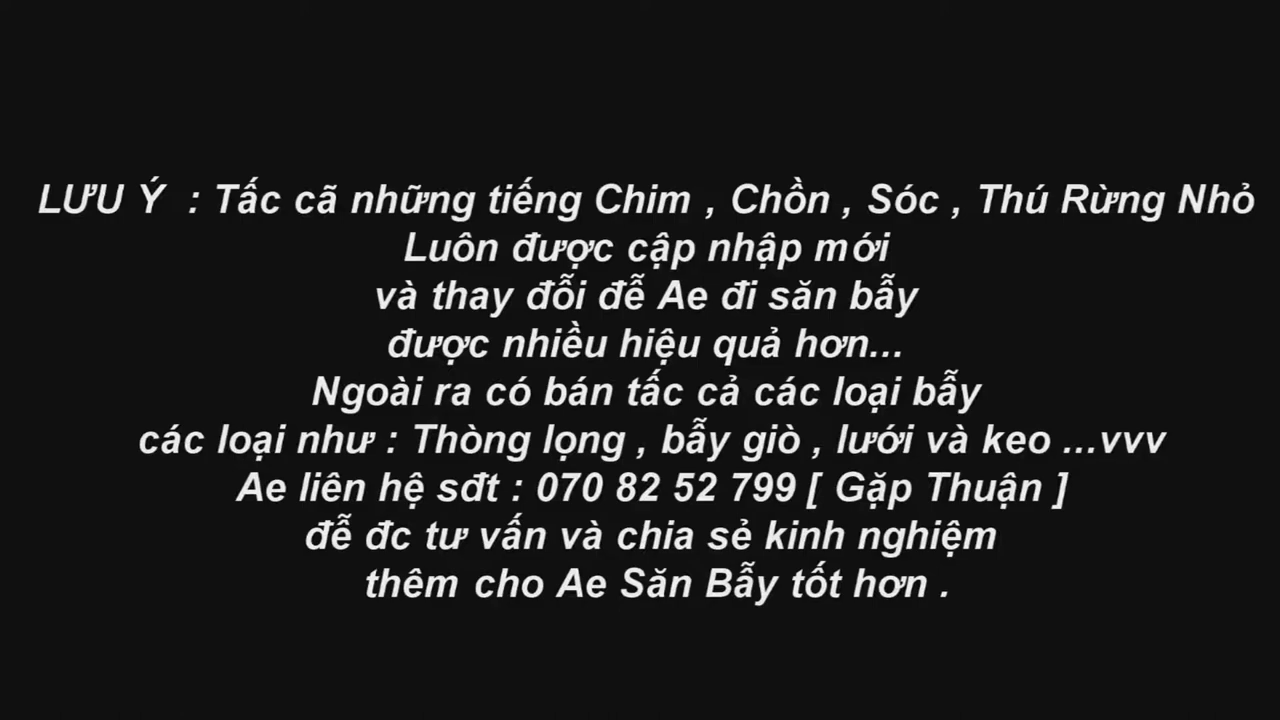 LƯU Ý : Tấc cã những tiếng Chim , Chồn , Sóc , Thú Rừng Nhỏ
Luôn được cập nhập mới
và thay đỗi đễ Ae đi săn bẫy
được nhiều hiệu quả hơn...
Ngoài ra có bán tấc cả các loại bẫy
các loại như : Thòng lọng , bẫy giò , lưới và keo ...vvv
Ae liên hệ sđt : 070 82 52 799 [ Gặp Thuận ]
đễ đc tư vấn và chia sẻ kinh nghiệm
thêm cho Ae Săn Bẫy tốt hơn .